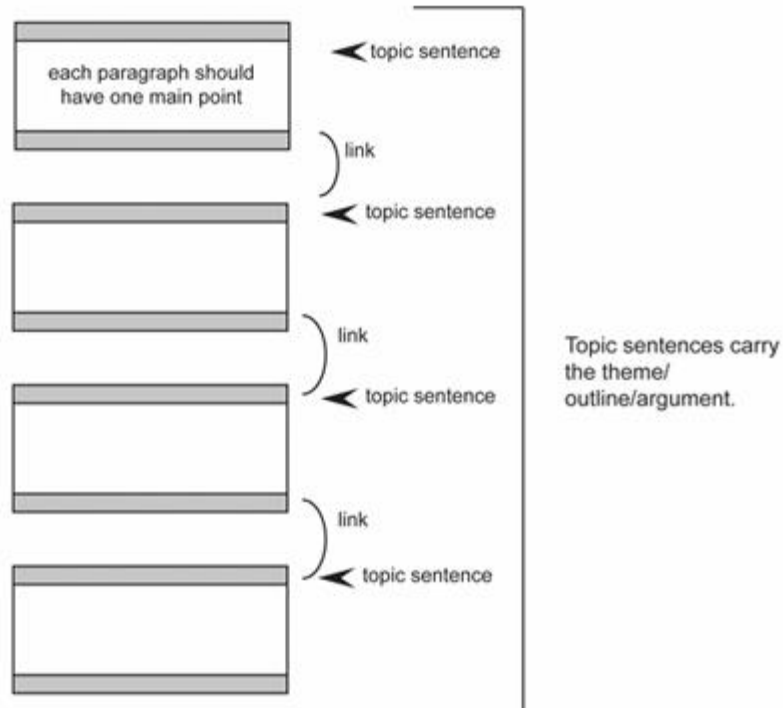 topic sentence
each paragraph should
have one main point
link
topic sentence
link
topic sentence
link
topic sentence
Topic sentences carry
the theme/
outline/argument.